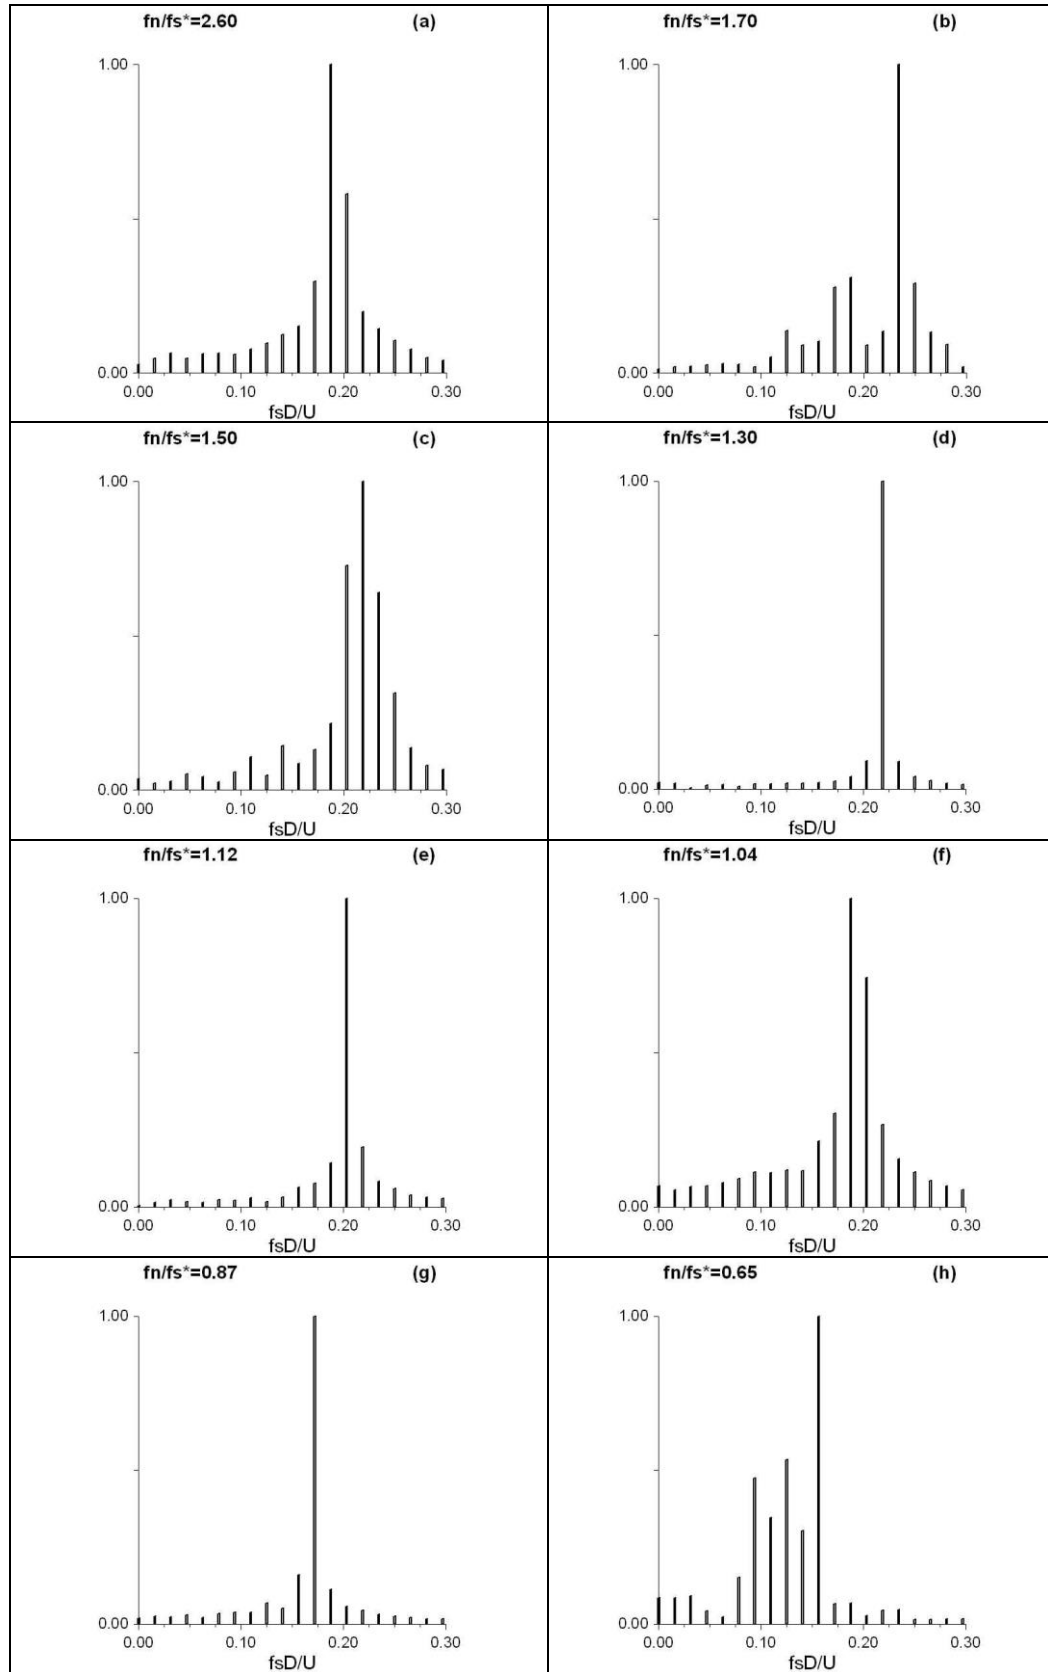 fn/fs*=2.60 (a)
1.00
0.00
0.00 0.10 0.20 0.30
fsD/U
fn/fs*=1.70 (b)
1.00
0.00
0.00 0.10 0.20 0.30
fsD/U
fn/fs*=1.50 (c)
1.00
0.00
0.00 0.10 0.20 0.30
fsD/U
fn/fs*=1.30 (d)
1.00
0.00
0.00 0.10 0.20 0.30
fsD/U
fn/fs*=1.12 (e)
1.00
0.00
0.00 0.10 0.20 0.30
fsD/U
fn/fs*=1.04 (f)
1.00
0.00
0.00 0.10 0.20 0.30
fsD/U
fn/fs*=0.87 (g)
1.00
0.00
0.00 0.10 0.20 0.30
fsD/U
fn/fs*=0.65 (h)
1.00
0.00
0.00 0.10 0.20 0.30
fsD/U